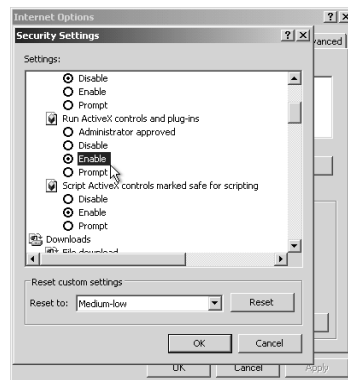 Internet Options
Security Settings
vanced
Settings:
Disable
Enable
Prompt
Run ActiveX controls and plug-ins
Administrator approved
Disable
Enable
Prompt
Script ActiveX controls marked safe for scripting
Disable
Enable
Prompt
Downloads
File download
Reset custom settings
Reset to: Medium-low Reset
OK Cancel
OK Cancel Apply